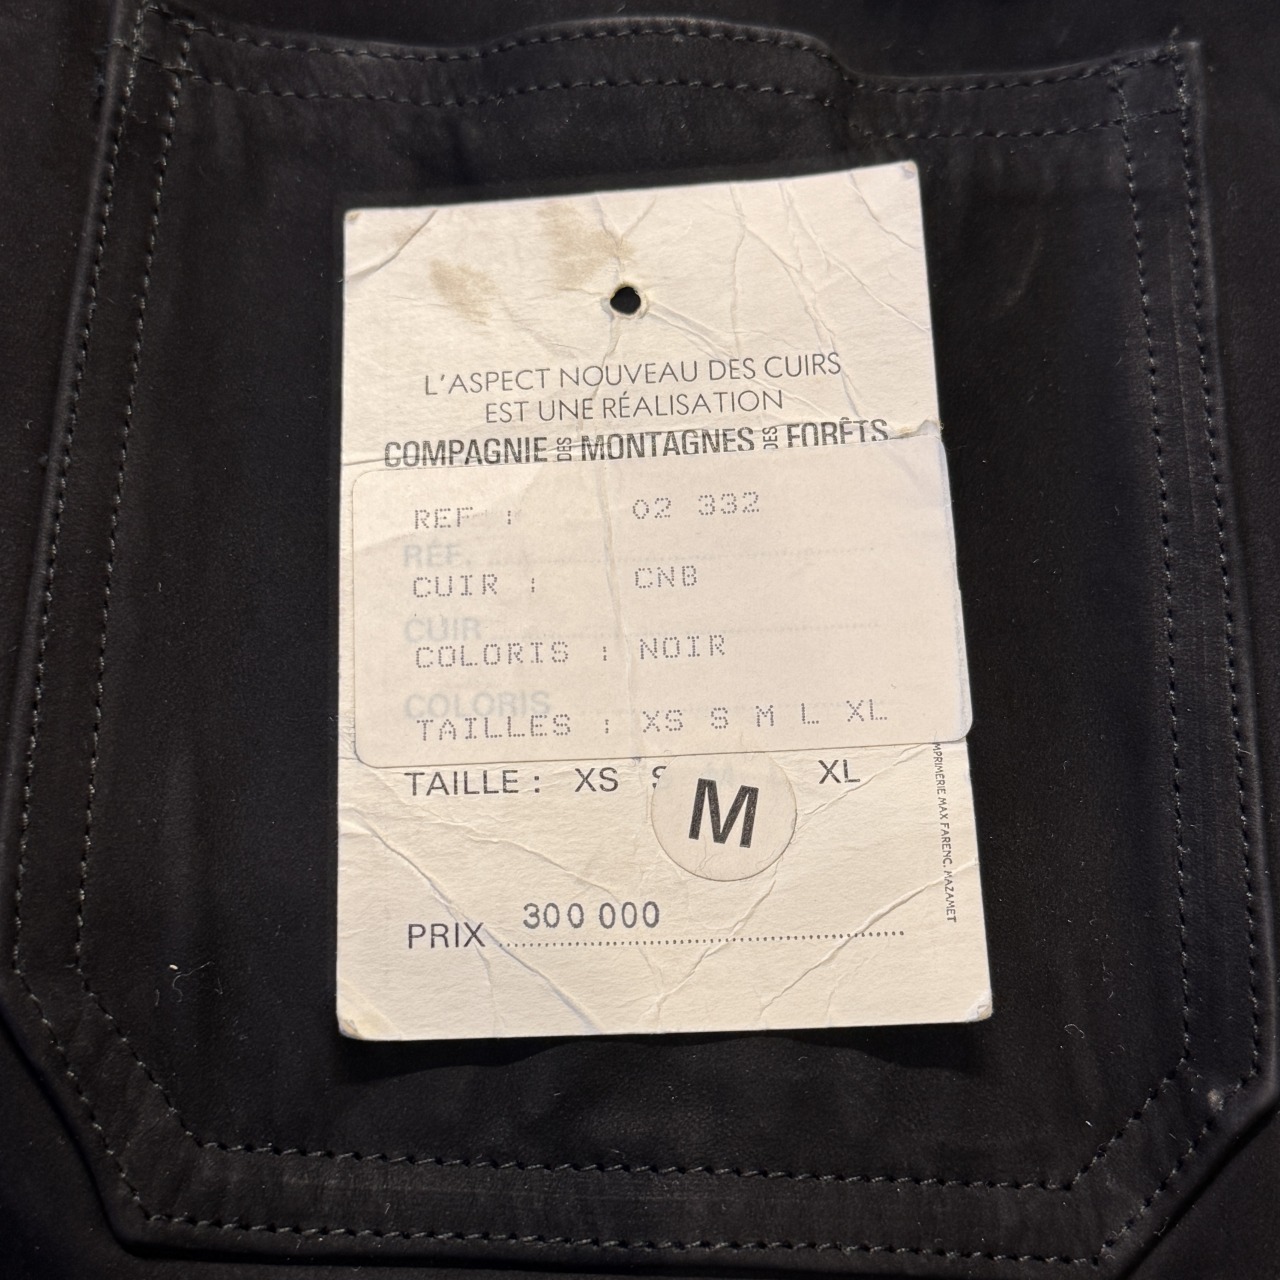 L'ASPECT NOUVEAU DES CUIRS
EST UNE RÉALISATION
COMPAGNIE DES MONTAGNES DES FORÊTS
REF : 02 332
RÉF.
CUIR : CNB
CUIR
COLORIS : NOIR
COLORIS
TAILLES : XS S M L XL
TAILLE : XS S XL
M
PRIX 300 000
IMPRIMERIE MAX FARENC, MAZAMET